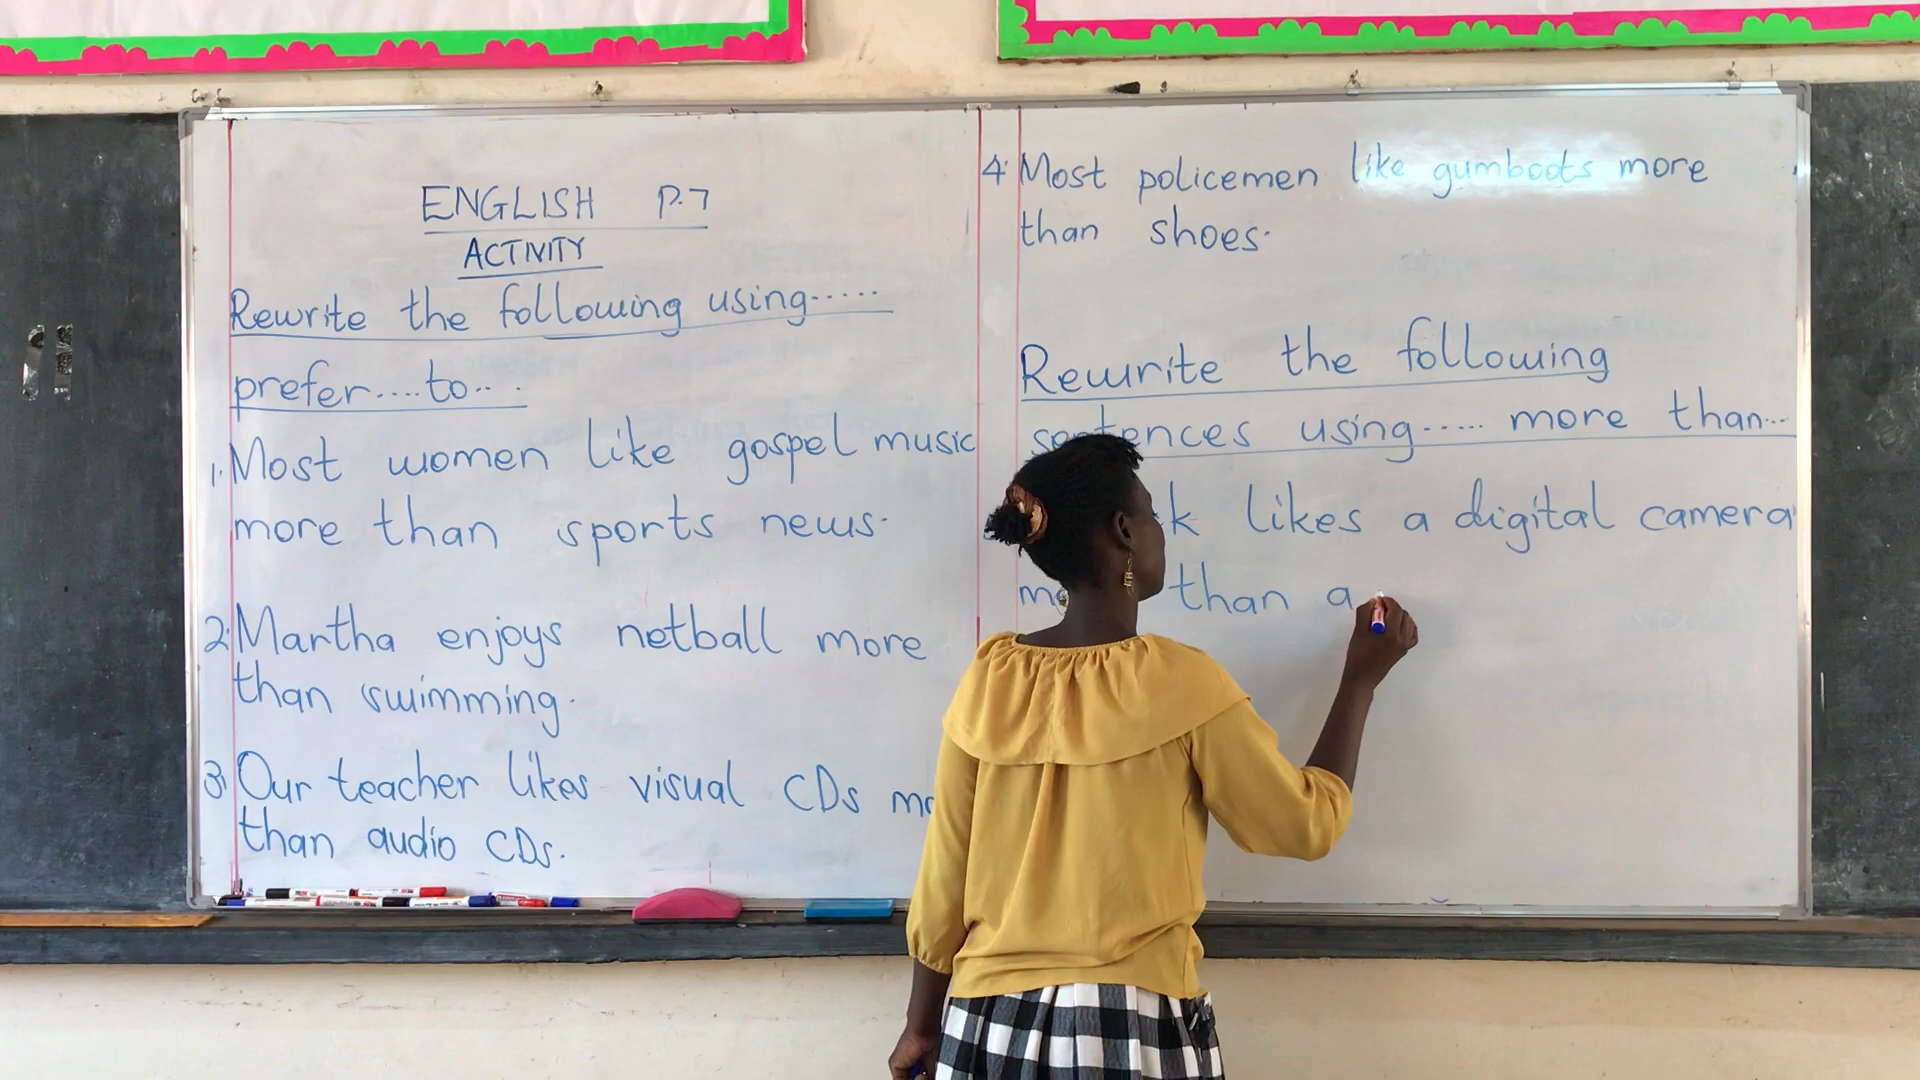 ENGLISH P.7
ACTIVITY
Rewrite the following using.....
prefer....to....
1. Most women like gospel music
more than sports news.
2. Martha enjoys netball more
than swimming.
3. Our teacher likes visual CDs
than audio CDs.
4. Most policemen like gumboots more
than shoes.
Rewrite the following
sentences using..... more than...
likes a digital camera
than a